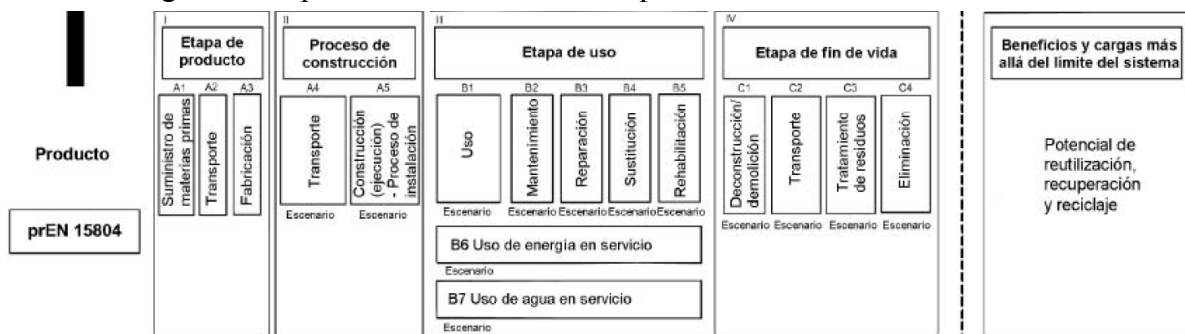 I
II
III
IV
Etapa de
producto
Proceso de
construcción
Etapa de uso
Etapa de fin de vida
Beneficios y cargas más
allá del límite del sistema
A1
A2
A3
A4
A5
B1
B2
B3
B4
B5
C1
C2
C3
C4
Producto
prEN 15804
Suministro de
materias primas
Transporte
Fabricación
Transporte
Construcción
(ejecución)
- Proceso de
instalación
Uso
Mantenimiento
Reparación
Sustitución
Rehabilitación
Deconstrucción/
demolición
Transporte
Tratamiento
de residuos
Eliminación
Potencial de
reutilización,
recuperación
y reciclaje
Escenario
Escenario
Escenario
Escenario
Escenario
Escenario
Escenario
Escenario
Escenario
Escenario
Escenario
B6 Uso de energía en servicio
Escenario
B7 Uso de agua en servicio
Escenario